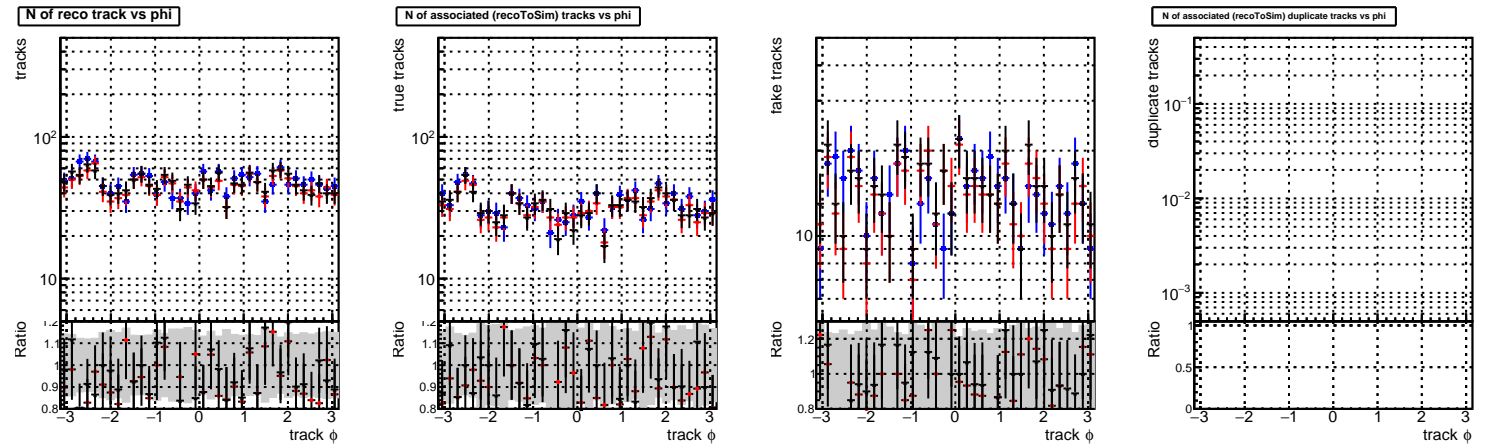 N of reco track vs phi
tracks
10²
10
Ratio
1.2
1.1
1
0.9
0.8
−3 −2 −1 0 1 2 3
track φ
N of associated (recoToSim) tracks vs phi
true tracks
10²
10
Ratio
1.2
1.1
1
0.9
0.8
−3 −2 −1 0 1 2 3
track φ
fake tracks
10
Ratio
1.2
1
0.8
−3 −2 −1 0 1 2 3
track φ
N of associated (recoToSim) duplicate tracks vs phi
duplicate tracks
10⁻¹
10⁻²
10⁻³
Ratio
1
0.5
0
−3 −2 −1 0 1 2 3
track φ